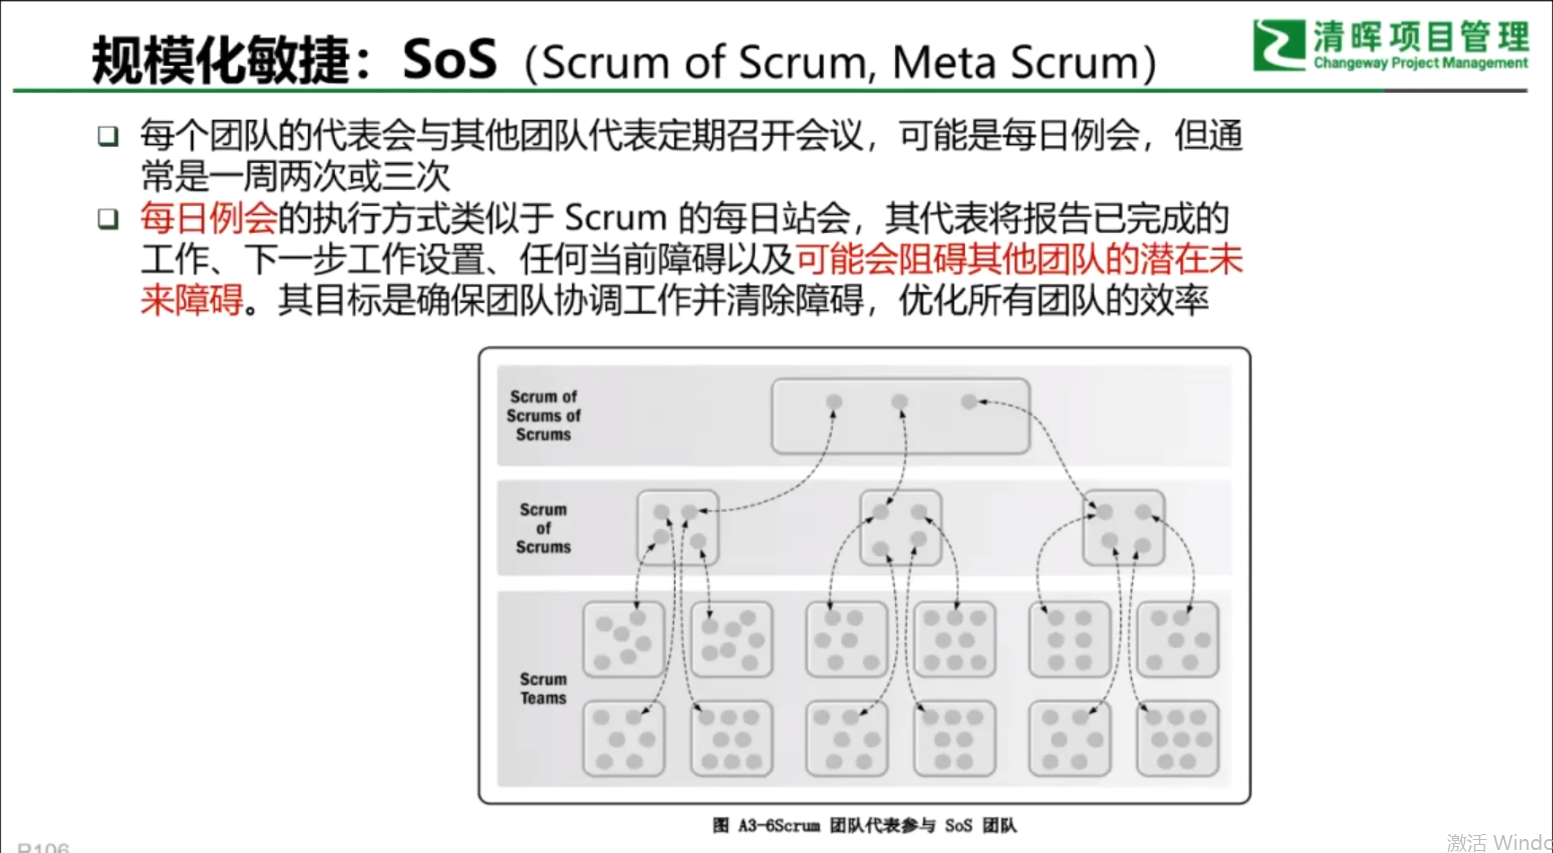 规模化敏捷：SoS（Scrum of Scrum, Meta Scrum）
清晖项目管理
Changeway Project Management
❑ 每个团队的代表会与其他团队代表定期召开会议，可能是每日例会，但通
常是一周两次或三次
❑ 每日例会的执行方式类似于 Scrum 的每日站会，其代表将报告已完成的
工作、下一步工作设置、任何当前障碍以及可能会阻碍其他团队的潜在未
来障碍。其目标是确保团队协调工作并清除障碍，优化所有团队的效率
Scrum of
Scrums of
Scrums
Scrum
of
Scrums
Scrum
Teams
图 A3-6Scrum 团队代表参与 SoS 团队
P106
激活 Windo